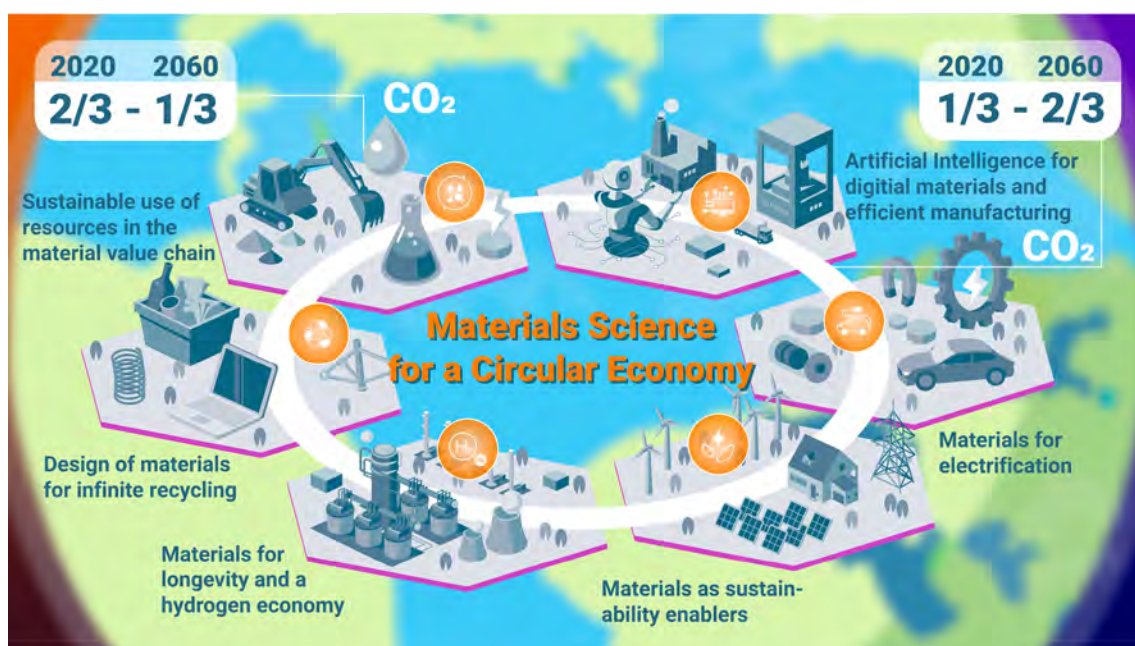 2020 2060
2/3 - 1/3
CO₂
2020 2060
1/3 - 2/3
Sustainable use of
resources in the
material value chain
Artificial Intelligence for
digitial materials and
efficient manufacturing
CO₂
Materials Science
for a Circular Economy
Design of materials
for infinite recycling
Materials for
electrification
Materials for
longevity and a
hydrogen economy
Materials as sustain-
ability enablers
H₂